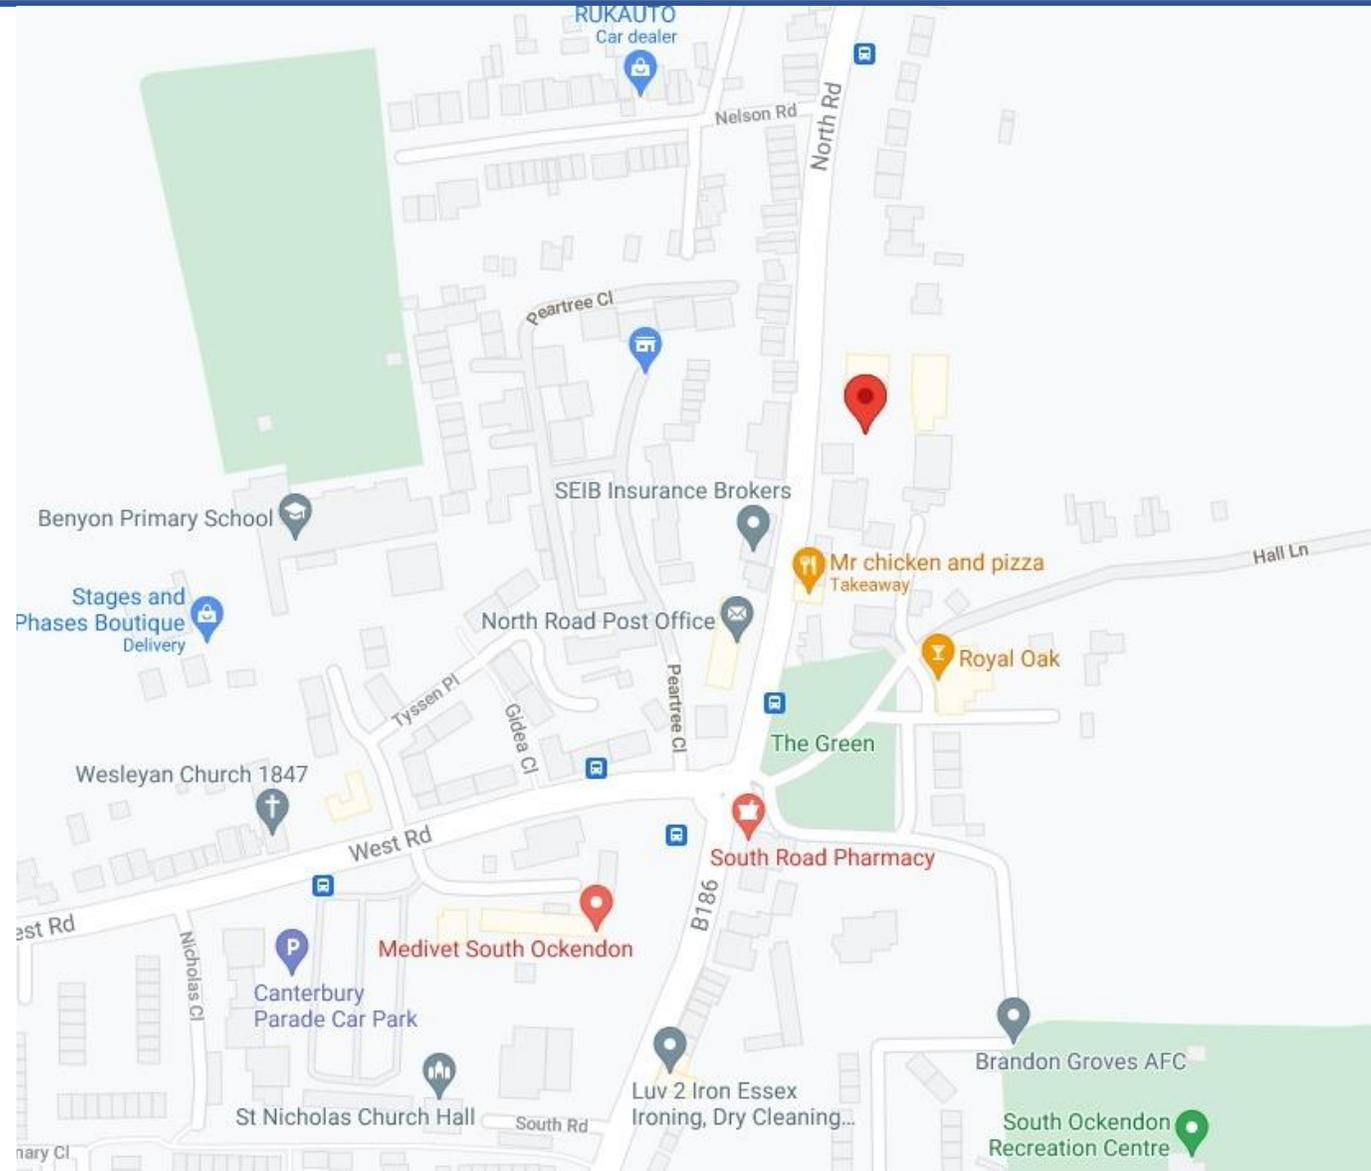 RUKAUTO
Car dealer
Nelson Rd
North Rd
Peartree Cl
SEIB Insurance Brokers
Benyon Primary School
Mr chicken and pizza
Takeaway
Hall Ln
Stages and
Phases Boutique
Delivery
North Road Post Office
Royal Oak
Tyssen Pl
Gidea Cl
Peartree Cl
The Green
Wesleyan Church 1847
West Rd
South Road Pharmacy
B186
est Rd
Nicholas Cl
Medivet South Ockendon
P
Canterbury
Parade Car Park
Brandon Groves AFC
Luv 2 Iron Essex
Ironing, Dry Cleaning...
St Nicholas Church Hall
South Rd
South Ockendon
Recreation Centre
nary Cl